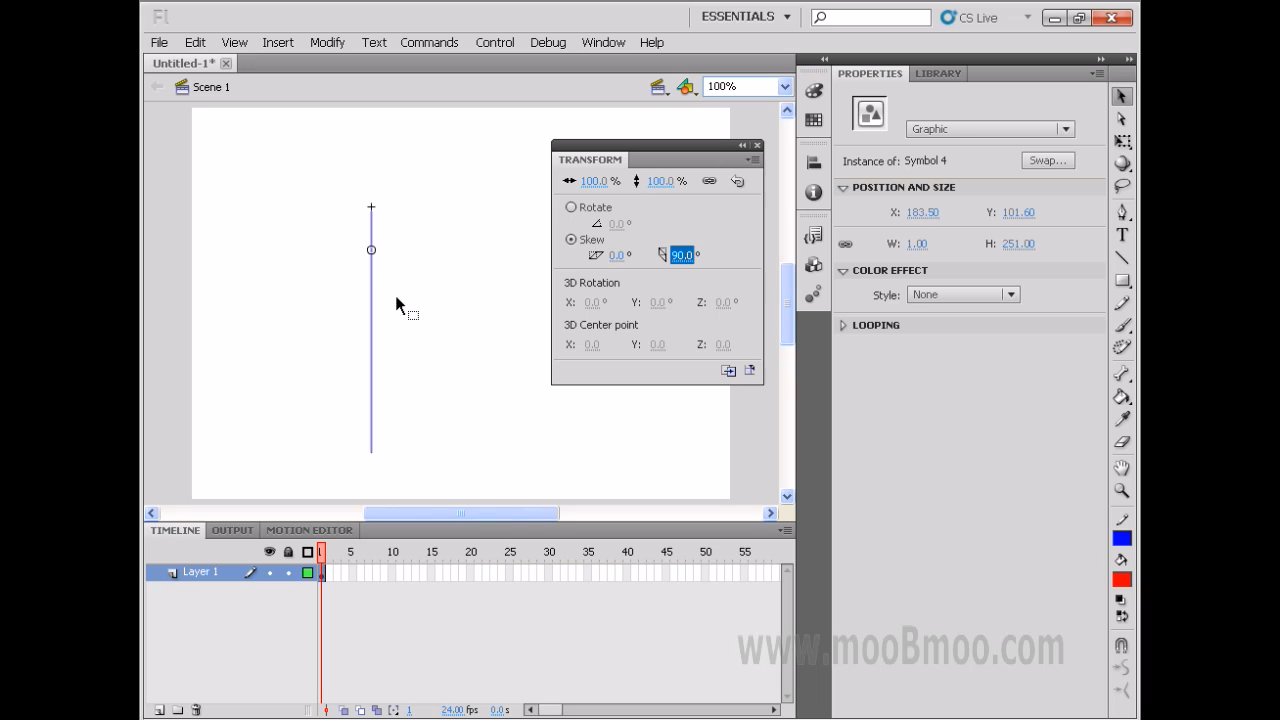 Fl
ESSENTIALS
CS Live
File Edit View Insert Modify Text Commands Control Debug Window Help
Untitled-1*
Scene 1
100%
PROPERTIES LIBRARY
Graphic
Instance of: Symbol 4 Swap...
POSITION AND SIZE
X: 183.50 Y: 101.60
W: 1.00 H: 251.00
COLOR EFFECT
Style: None
LOOPING
TRANSFORM
100.0 % 100.0 %
Rotate
0.0 °
Skew
0.0 ° 90.0 °
3D Rotation
X: 0.0 ° Y: 0.0 ° Z: 0.0 °
3D Center point
X: 0.0 Y: 0.0 Z: 0.0
TIMELINE OUTPUT MOTION EDITOR
1 5 10 15 20 25 30 35 40 45 50 55
Layer 1
www.mooBmoo.com
1 24.00 fps 0.0 s